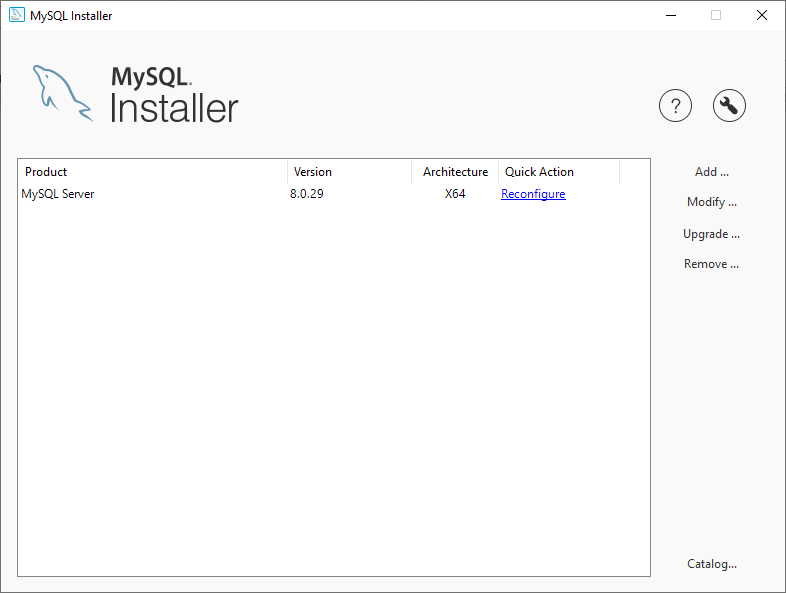 MySQL Installer
MySQL.
Installer
?
Product Version Architecture Quick Action
MySQL Server 8.0.29 X64 Reconfigure
Add ...
Modify ...
Upgrade ...
Remove ...
Catalog...